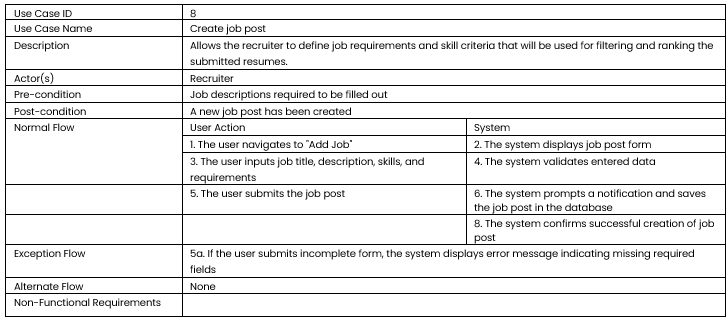 Use Case ID 8
Use Case Name Create job post
Description Allows the recruiter to define job requirements and skill criteria that will be used for filtering and ranking the
submitted resumes.
Actor(s) Recruiter
Pre-condition Job descriptions required to be filled out
Post-condition A new job post has been created
Normal Flow User Action System
1. The user navigates to "Add Job" 2. The system displays job post form
3. The user inputs job title, description, skills, and 4. The system validates entered data
requirements
5. The user submits the job post 6. The system prompts a notification and saves
the job post in the database
8. The system confirms successful creation of job
post
Exception Flow 5a. If the user submits incomplete form, the system displays error message indicating missing required
fields
Alternate Flow None
Non-Functional Requirements